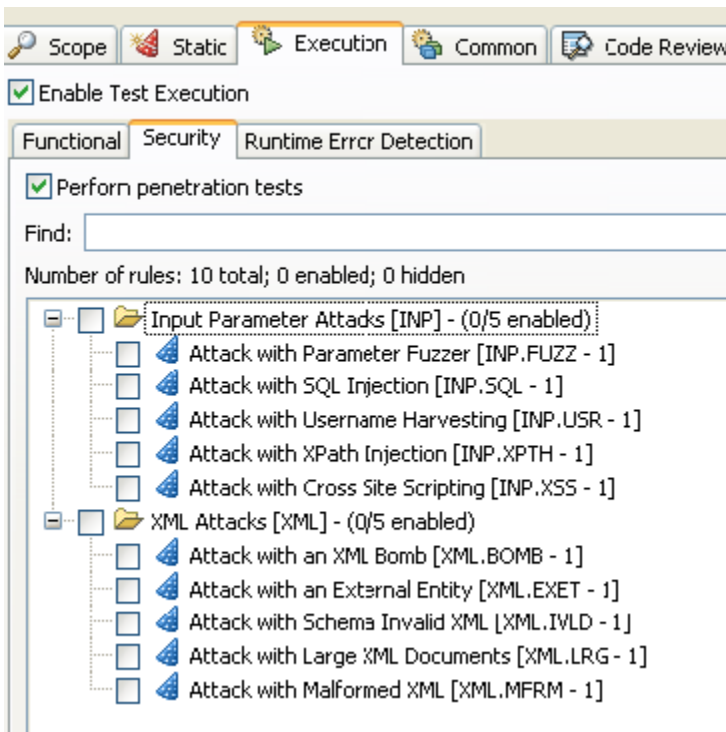 Scope Static Execution Common Code Review
Enable Test Execution
Functional Security Runtime Error Detection
Perform penetration tests
Find:
Number of rules: 10 total; 0 enabled; 0 hidden
Input Parameter Attacks [INP] - (0/5 enabled)
Attack with Parameter Fuzzer [INP.FUZZ - 1]
Attack with SQL Injection [INP.SQL - 1]
Attack with Username Harvesting [INP.USR - 1]
Attack with XPath Injection [INP.XPTH - 1]
Attack with Cross Site Scripting [INP.XSS - 1]
XML Attacks [XML] - (0/5 enabled)
Attack with an XML Bomb [XML.BOMB - 1]
Attack with an External Entity [XML.EXET - 1]
Attack with Schema Invalid XML [XML.IVLD - 1]
Attack with Large XML Documents [XML.LRG - 1]
Attack with Malformed XML [XML.MFRM - 1]